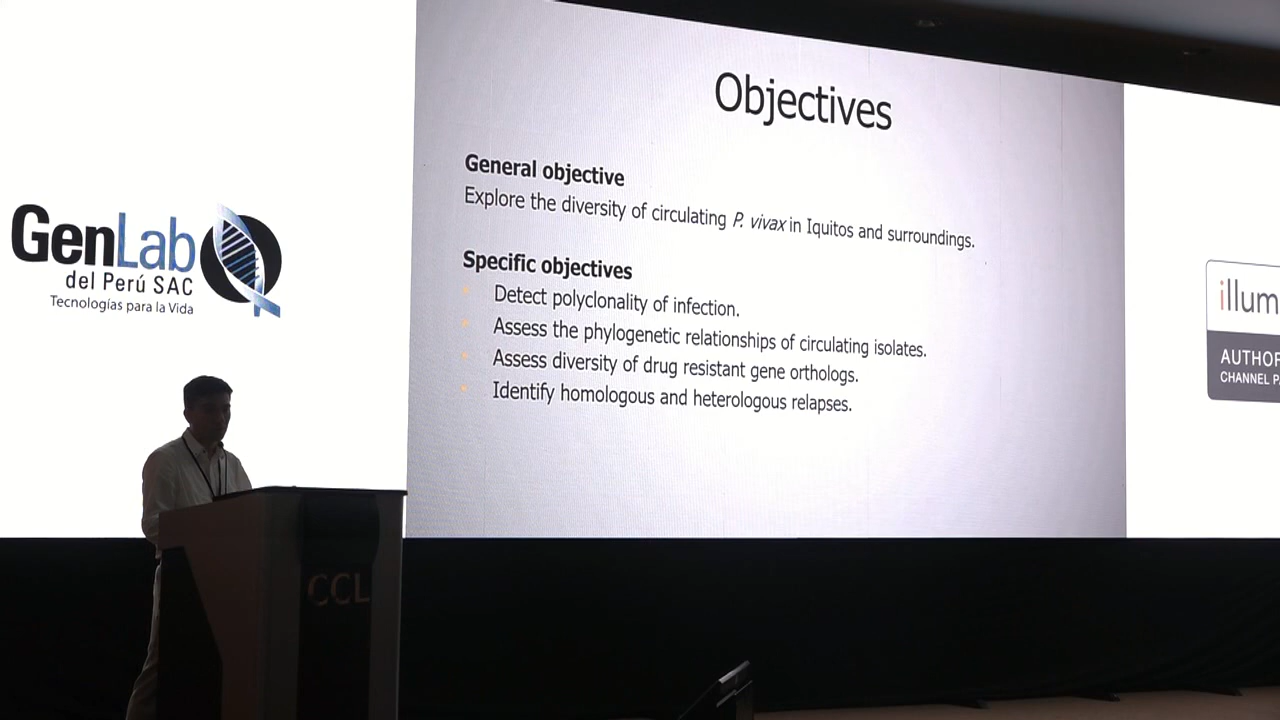 GenLab
del Perú SAC
Tecnologías para la Vida
Objectives
General objective
Explore the diversity of circulating P. vivax in Iquitos and surroundings.
Specific objectives
Detect polyclonality of infection.
Assess the phylogenetic relationships of circulating isolates.
Assess diversity of drug resistant gene orthologs.
Identify homologous and heterologous relapses.
illum
AUTHOR
CHANNEL PA
CCL